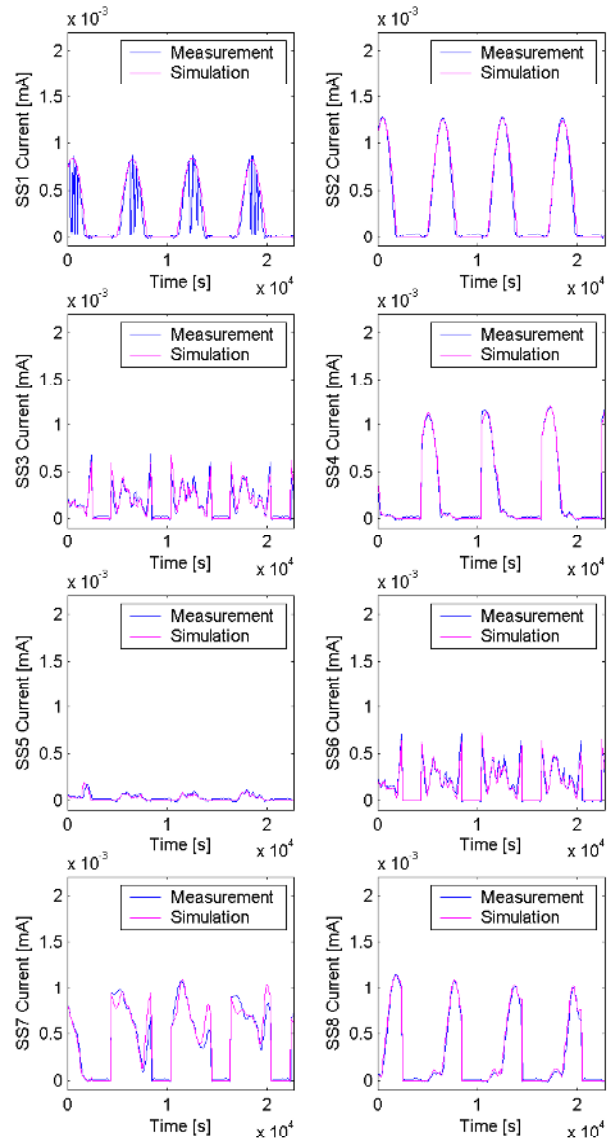 x 10⁻³
2
1.5
1
0.5
0
SS1 Current [mA]
Measurement
Simulation
0 1 2
Time [s]
x 10⁴
x 10⁻³
2
1.5
1
0.5
0
SS2 Current [mA]
Measurement
Simulation
0 1 2
Time [s]
x 10⁴
x 10⁻³
2
1.5
1
0.5
0
SS3 Current [mA]
Measurement
Simulation
0 1 2
Time [s]
x 10⁴
x 10⁻³
2
1.5
1
0.5
0
SS4 Current [mA]
Measurement
Simulation
0 1 2
Time [s]
x 10⁴
x 10⁻³
2
1.5
1
0.5
0
SS5 Current [mA]
Measurement
Simulation
0 1 2
Time [s]
x 10⁴
x 10⁻³
2
1.5
1
0.5
0
SS6 Current [mA]
Measurement
Simulation
0 1 2
Time [s]
x 10⁴
x 10⁻³
2
1.5
1
0.5
0
SS7 Current [mA]
Measurement
Simulation
0 1 2
Time [s]
x 10⁴
x 10⁻³
2
1.5
1
0.5
0
SS8 Current [mA]
Measurement
Simulation
0 1 2
Time [s]
x 10⁴